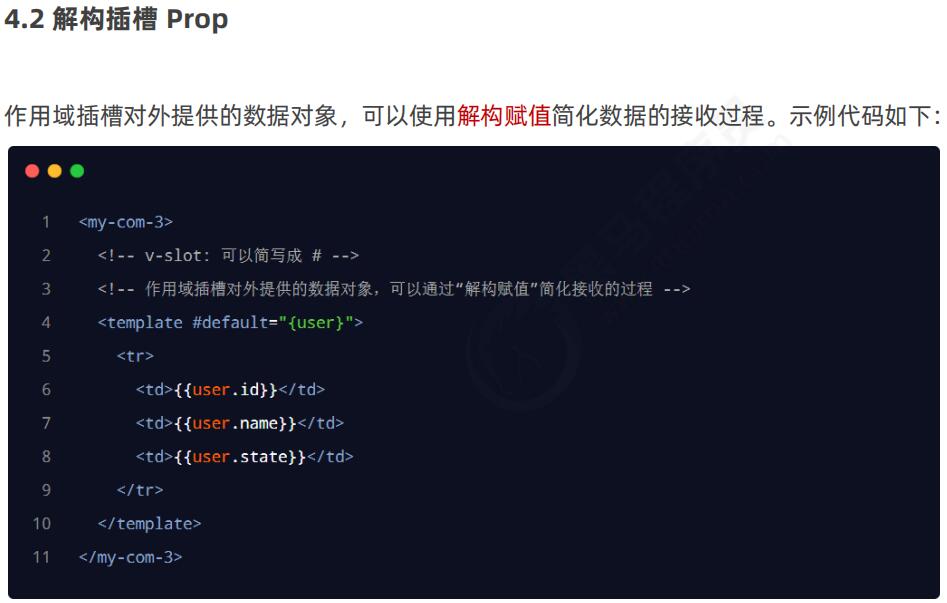 4.2 解构插槽 Prop
作用域插槽对外提供的数据对象，可以使用解构赋值简化数据的接收过程。示例代码如下：
1 <my-com-3>
2 <!-- v-slot: 可以简写成 # -->
3 <!-- 作用域插槽对外提供的数据对象，可以通过“解构赋值”简化接收的过程 -->
4 <template #default="{user}">
5 <tr>
6 <td>{{user.id}}</td>
7 <td>{{user.name}}</td>
8 <td>{{user.state}}</td>
9 </tr>
10 </template>
11 </my-com-3>